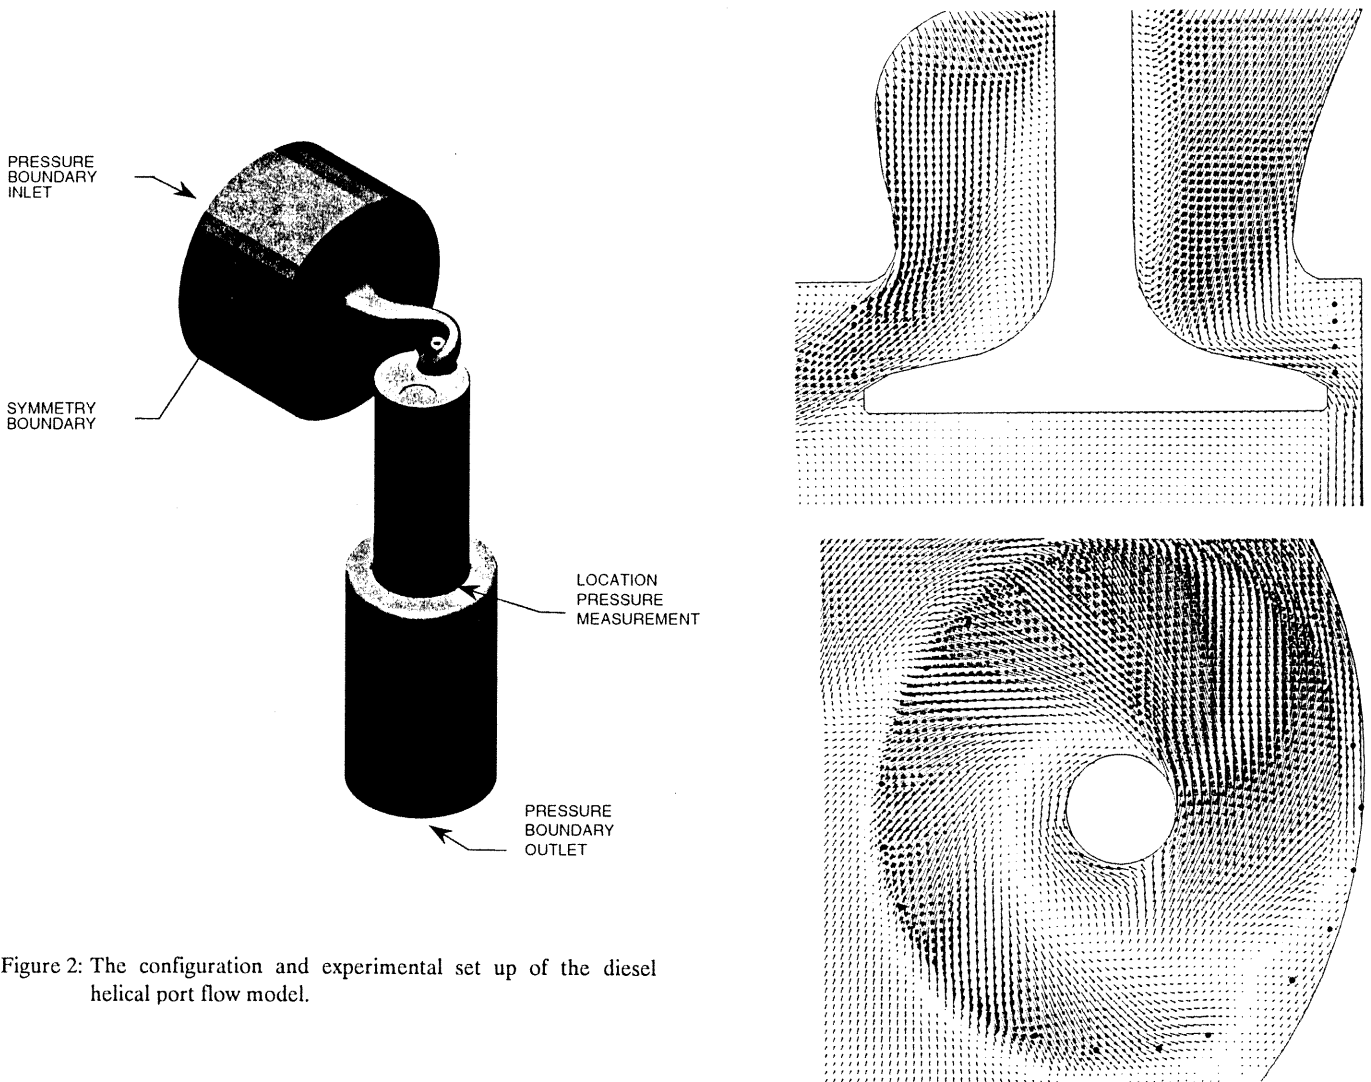 PRESSURE
BOUNDARY
INLET
SYMMETRY
BOUNDARY
LOCATION
PRESSURE
MEASUREMENT
PRESSURE
BOUNDARY
OUTLET
Figure 2: The configuration and experimental set up of the diesel
helical port flow model.